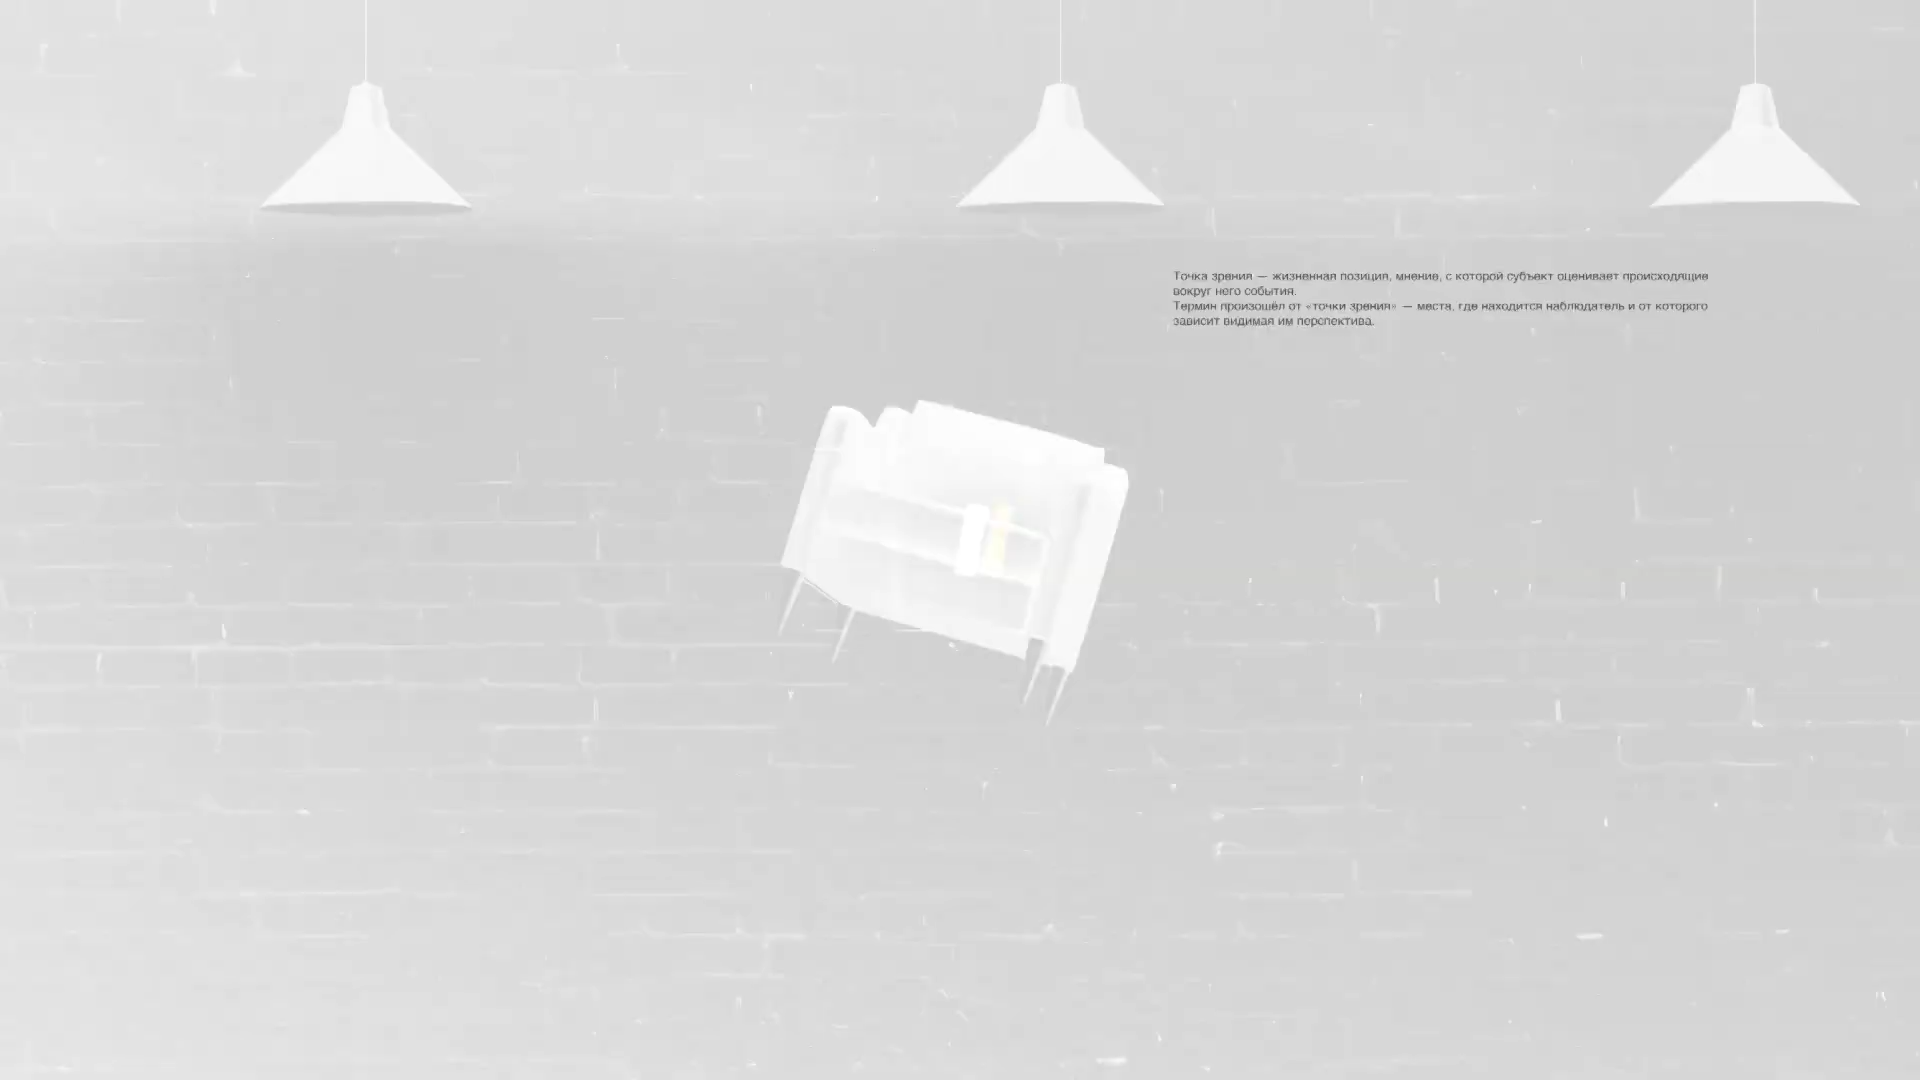 Точка зрения — жизненная позиция, мнение, с которой субъект оценивает происходящие
вокруг него события.
Термин произошёл от «точки зрения» — места, где находится наблюдатель и от которого
зависит видимая им перспектива.